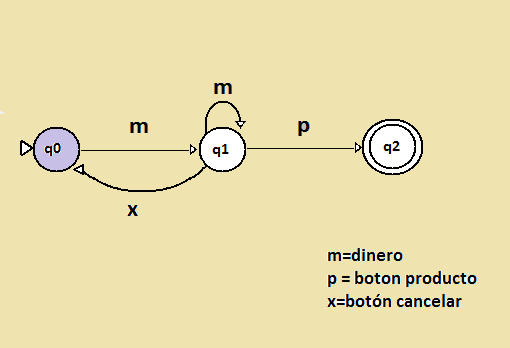 m
m
p
q0
q1
q2
x
m=dinero
p = boton producto
x=botón cancelar